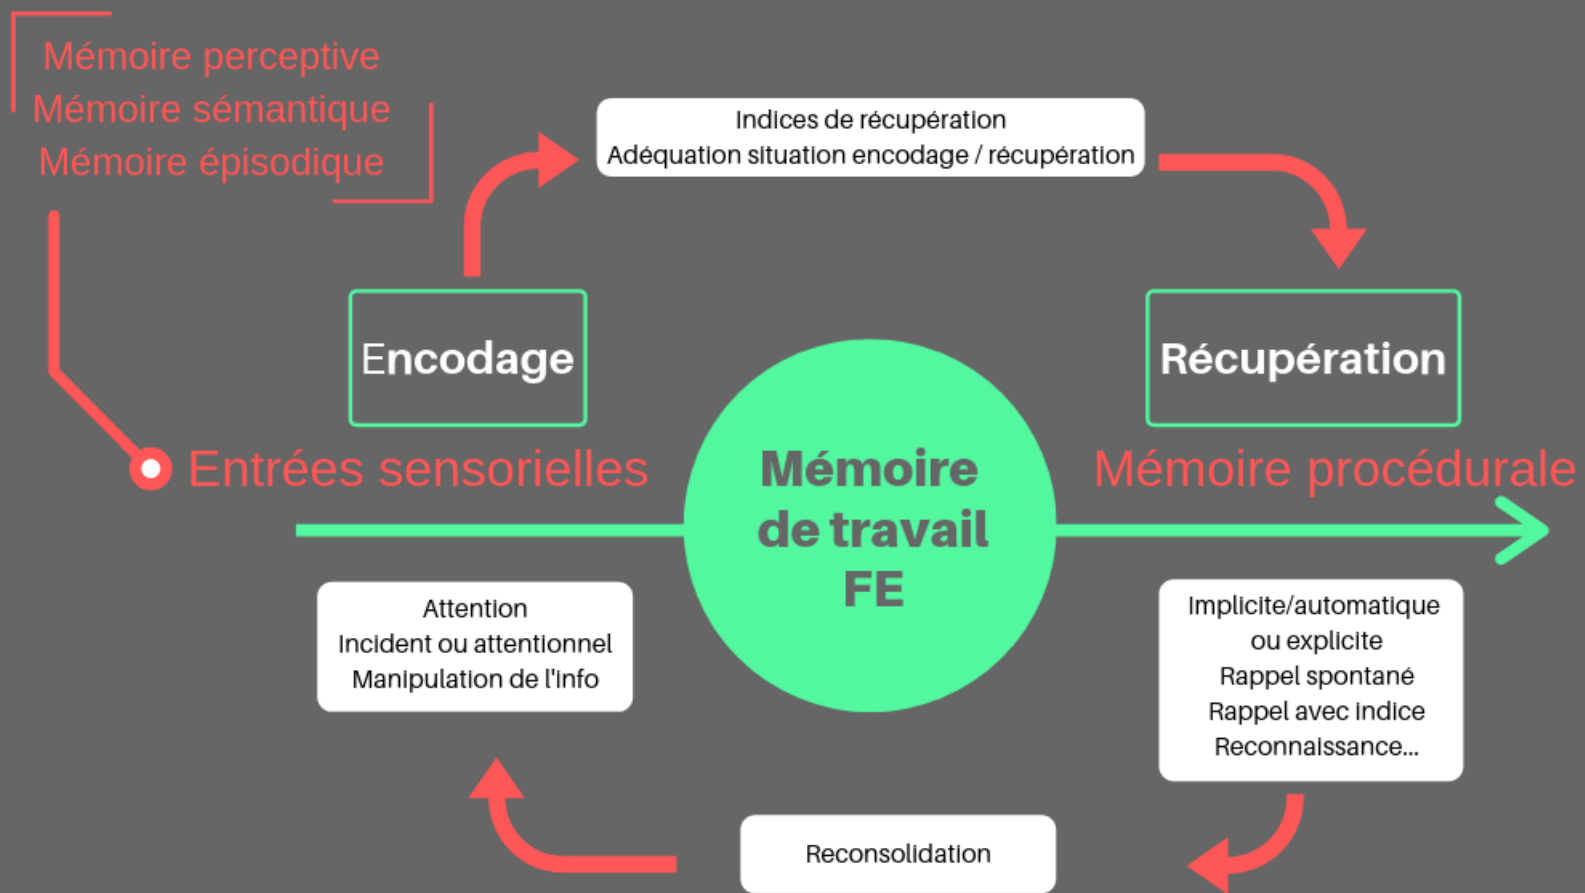 Mémoire perceptive
Mémoire sémantique
Mémoire épisodique
Indices de récupération
Adéquation situation encodage / récupération
Encodage
Récupération
Entrées sensorielles
Mémoire
de travail
FE
Mémoire procédurale
Attention
Incident ou attentionnel
Manipulation de l'info
Implicite/automatique
ou explicite
Rappel spontané
Rappel avec indice
Reconnaissance...
Reconsolidation